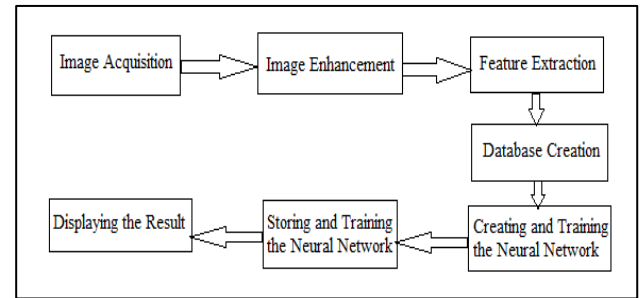 Image Acquisition
Image Enhancement
Feature Extraction
Database Creation
Creating and Training
the Neural Network
Storing and Training
the Neural Network
Displaying the Result